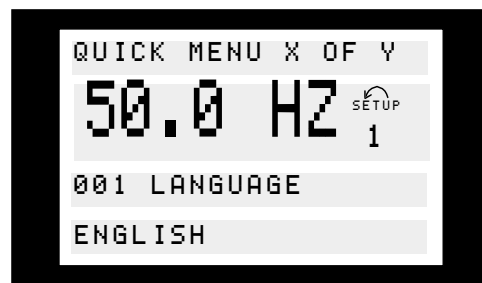 QUICK MENU X OF Y
50.0 HZ
SETUP
1
001 LANGUAGE
ENGLISH